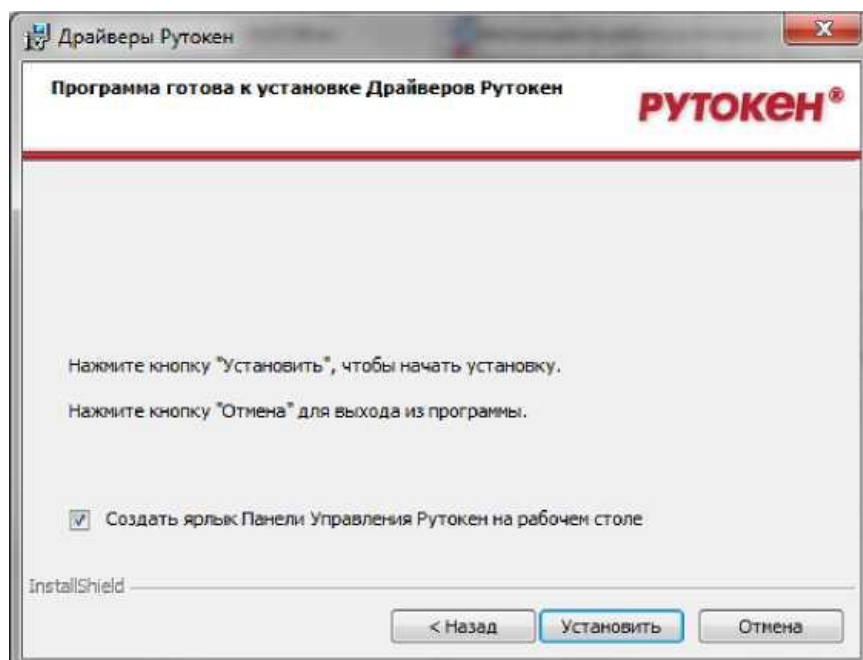 Драйверы Рутокен
Программа готова к установке Драйверов Рутокен
РУТОКЕН®
Нажмите кнопку "Установить", чтобы начать установку.
Нажмите кнопку "Отмена" для выхода из программы.
Создать ярлык Панели Управления Рутокен на рабочем столе
InstallShield
< Назад
Установить
Отмена